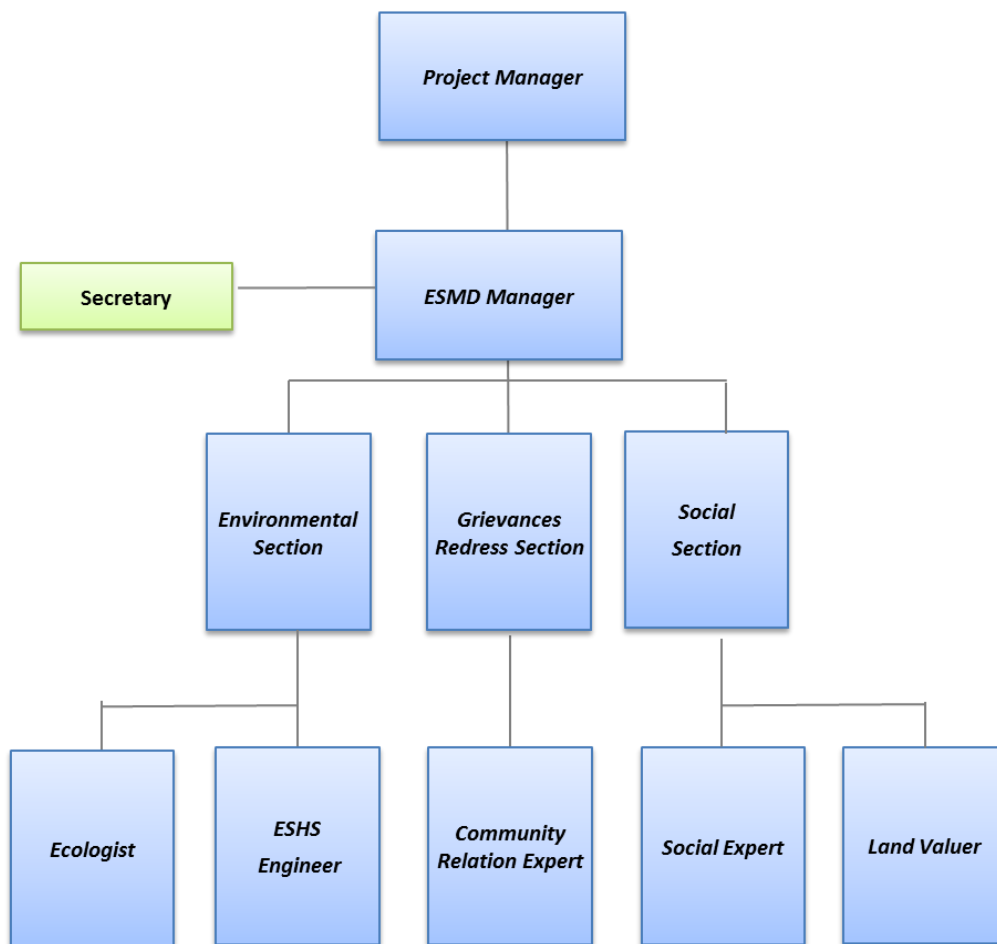 Project Manager
Secretary
ESMD Manager
Environmental
Section
Grievances
Redress Section
Social
Section
Ecologist
ESHS
Engineer
Community
Relation Expert
Social Expert
Land Valuer